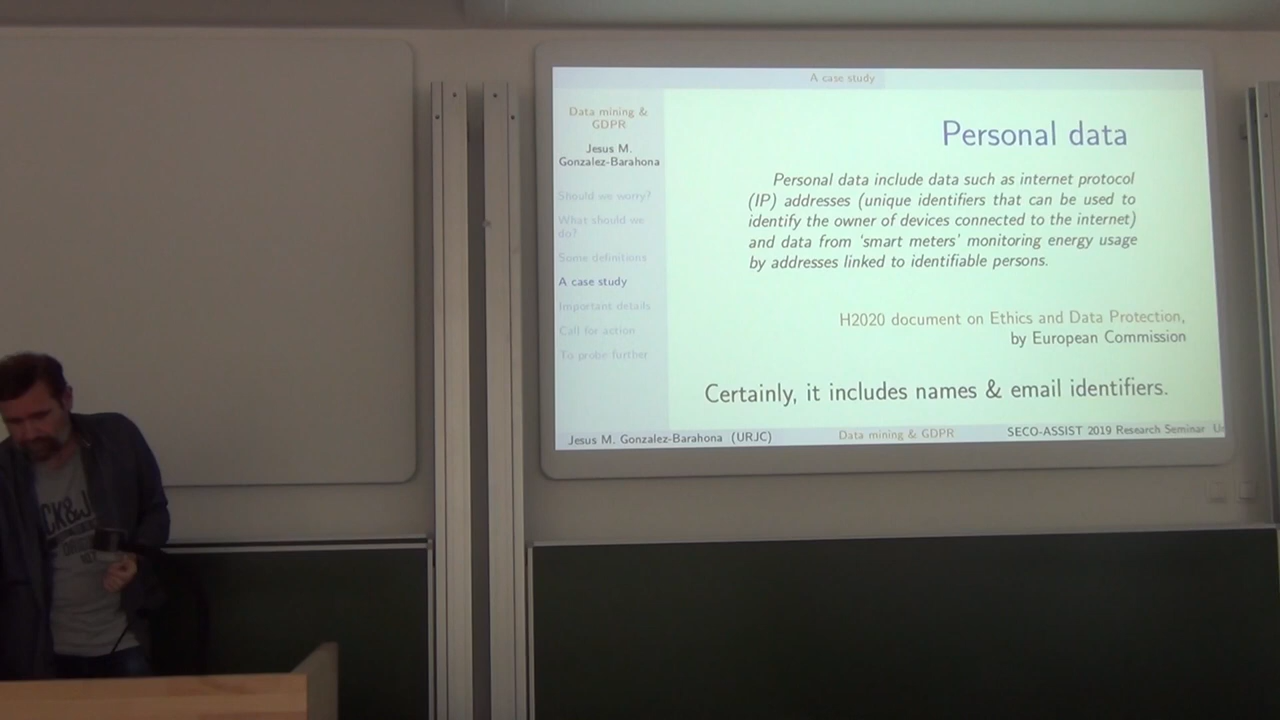 A case study
Data mining &
GDPR
Jesus M.
Gonzalez-Barahona
Should we worry?
What should we
do?
Some definitions
A case study
Important details
Call for action
To probe further
Personal data
Personal data include data such as internet protocol
(IP) addresses (unique identifiers that can be used to
identify the owner of devices connected to the internet)
and data from ‘smart meters’ monitoring energy usage
by addresses linked to identifiable persons.
H2020 document on Ethics and Data Protection,
by European Commission
Certainly, it includes names & email identifiers.
Jesus M. Gonzalez-Barahona (URJC)
Data mining & GDPR
SECO-ASSIST 2019 Research Seminar
CK&J